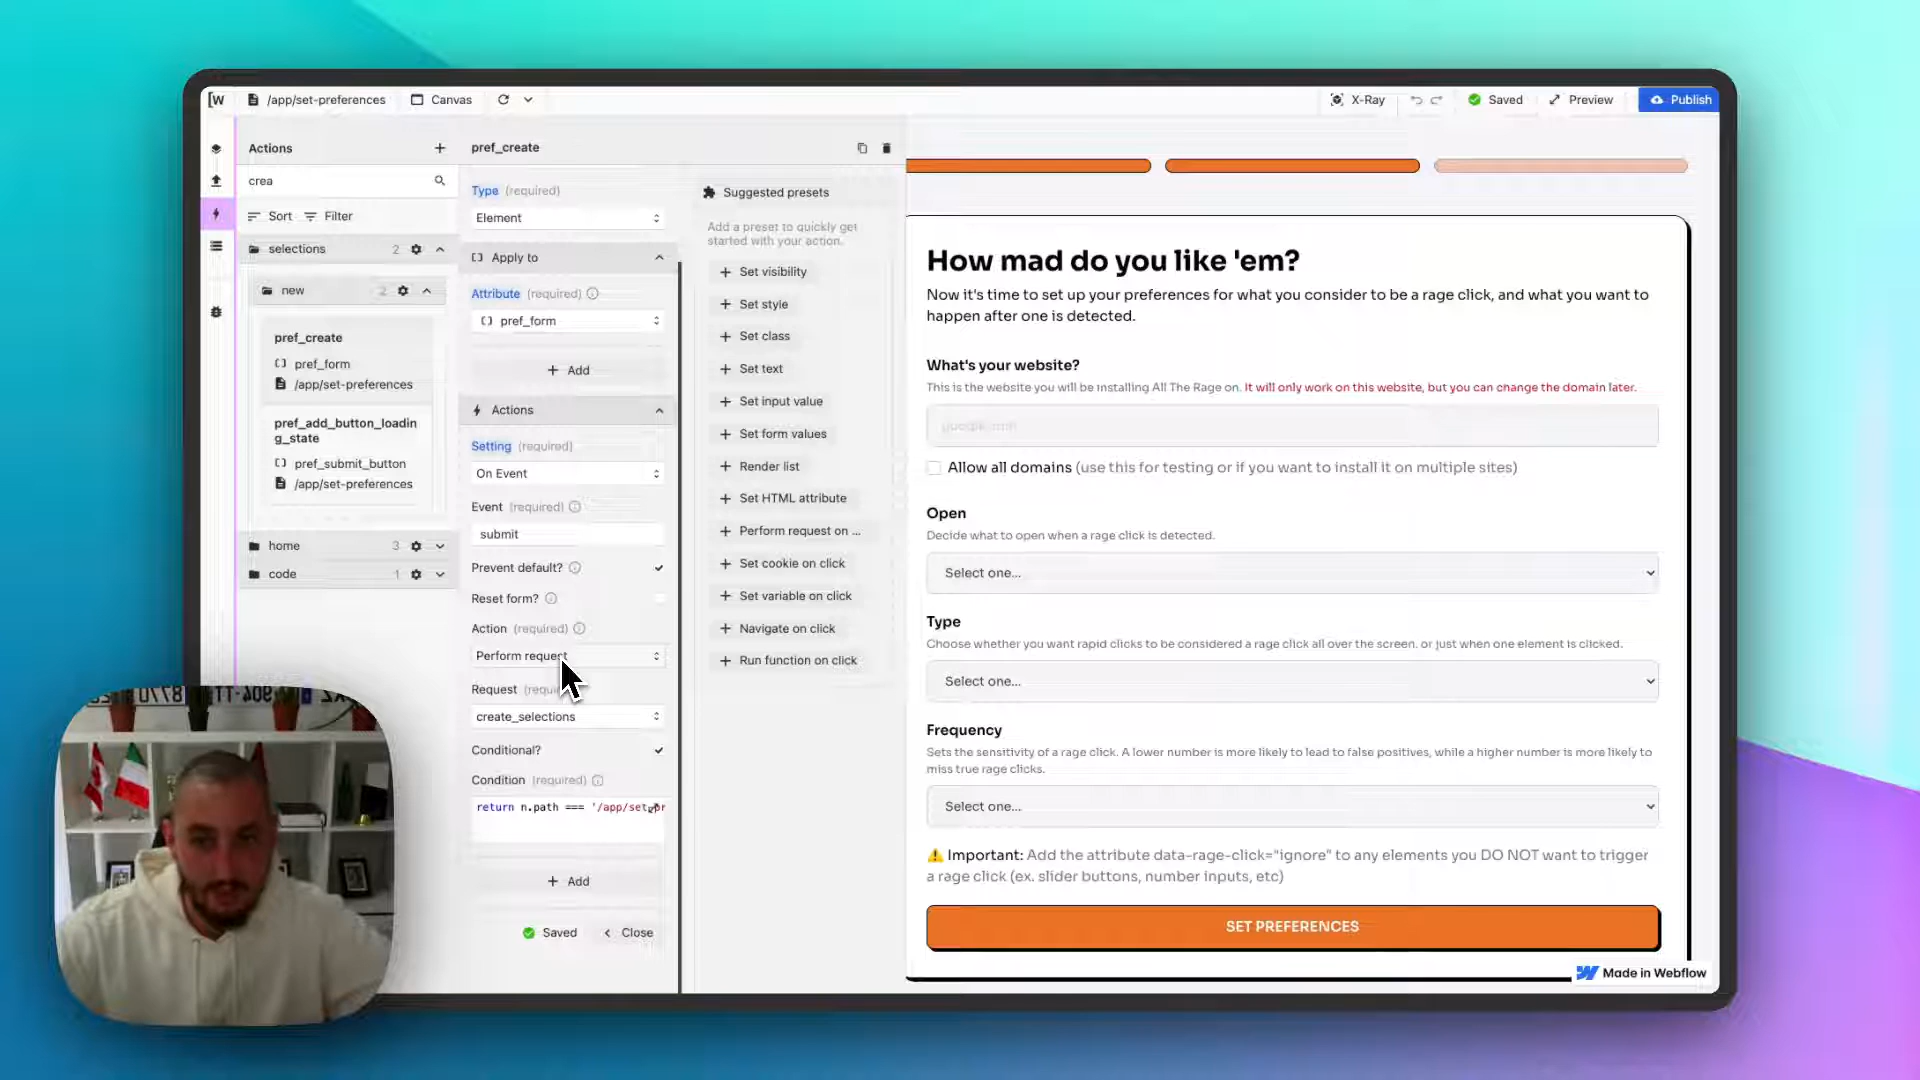 [W
/app/set-preferences
Canvas
X-Ray
Saved
Preview
Publish
Actions
crea
Sort
Filter
selections
2
new
2
pref_create
pref_form
/app/set-preferences
pref_add_button_loadin
g_state
pref_submit_button
/app/set-preferences
home
3
code
1
pref_create
Type (required)
Element
Apply to
Attribute (required)
pref_form
Add
Actions
Setting (required)
On Event
Event (required)
submit
Prevent default?
Reset form?
Action (required)
Perform request
Request
create_selections
Conditional?
Condition (required)
return n.path ===
Add
Saved
Close
Suggested presets
Add a preset to quickly get
started with your action.
Set visibility
Set style
Set class
Set text
Set input value
Set form values
Render list
Set HTML attribute
Perform request on ...
Set cookie on click
Set variable on click
Navigate on click
Run function on click
How mad do you like 'em?
Now it's time to set up your preferences for what you consider to be a rage click, and what you want to
happen after one is detected.
What's your website?
This is the website you will be installing All The Rage on. It will only work on this website, but you can change the domain later.
Allow all domains (use this for testing or if you want to install it on multiple sites)
Open
Decide what to open when a rage click is detected.
Select one...
Type
Choose whether you want rapid clicks to be considered a rage click all over the screen, or just when one element is clicked.
Select one...
Frequency
Sets the sensitivity of a rage click. A lower number is more likely to lead to false positives, while a higher number is more likely to
miss true rage clicks.
Select one...
⚠️ Important: Add the attribute data-rage-click="ignore" to any elements you DO NOT want to trigger
a rage click (ex. slider buttons, number inputs, etc)
SET PREFERENCES
Made in Webflow